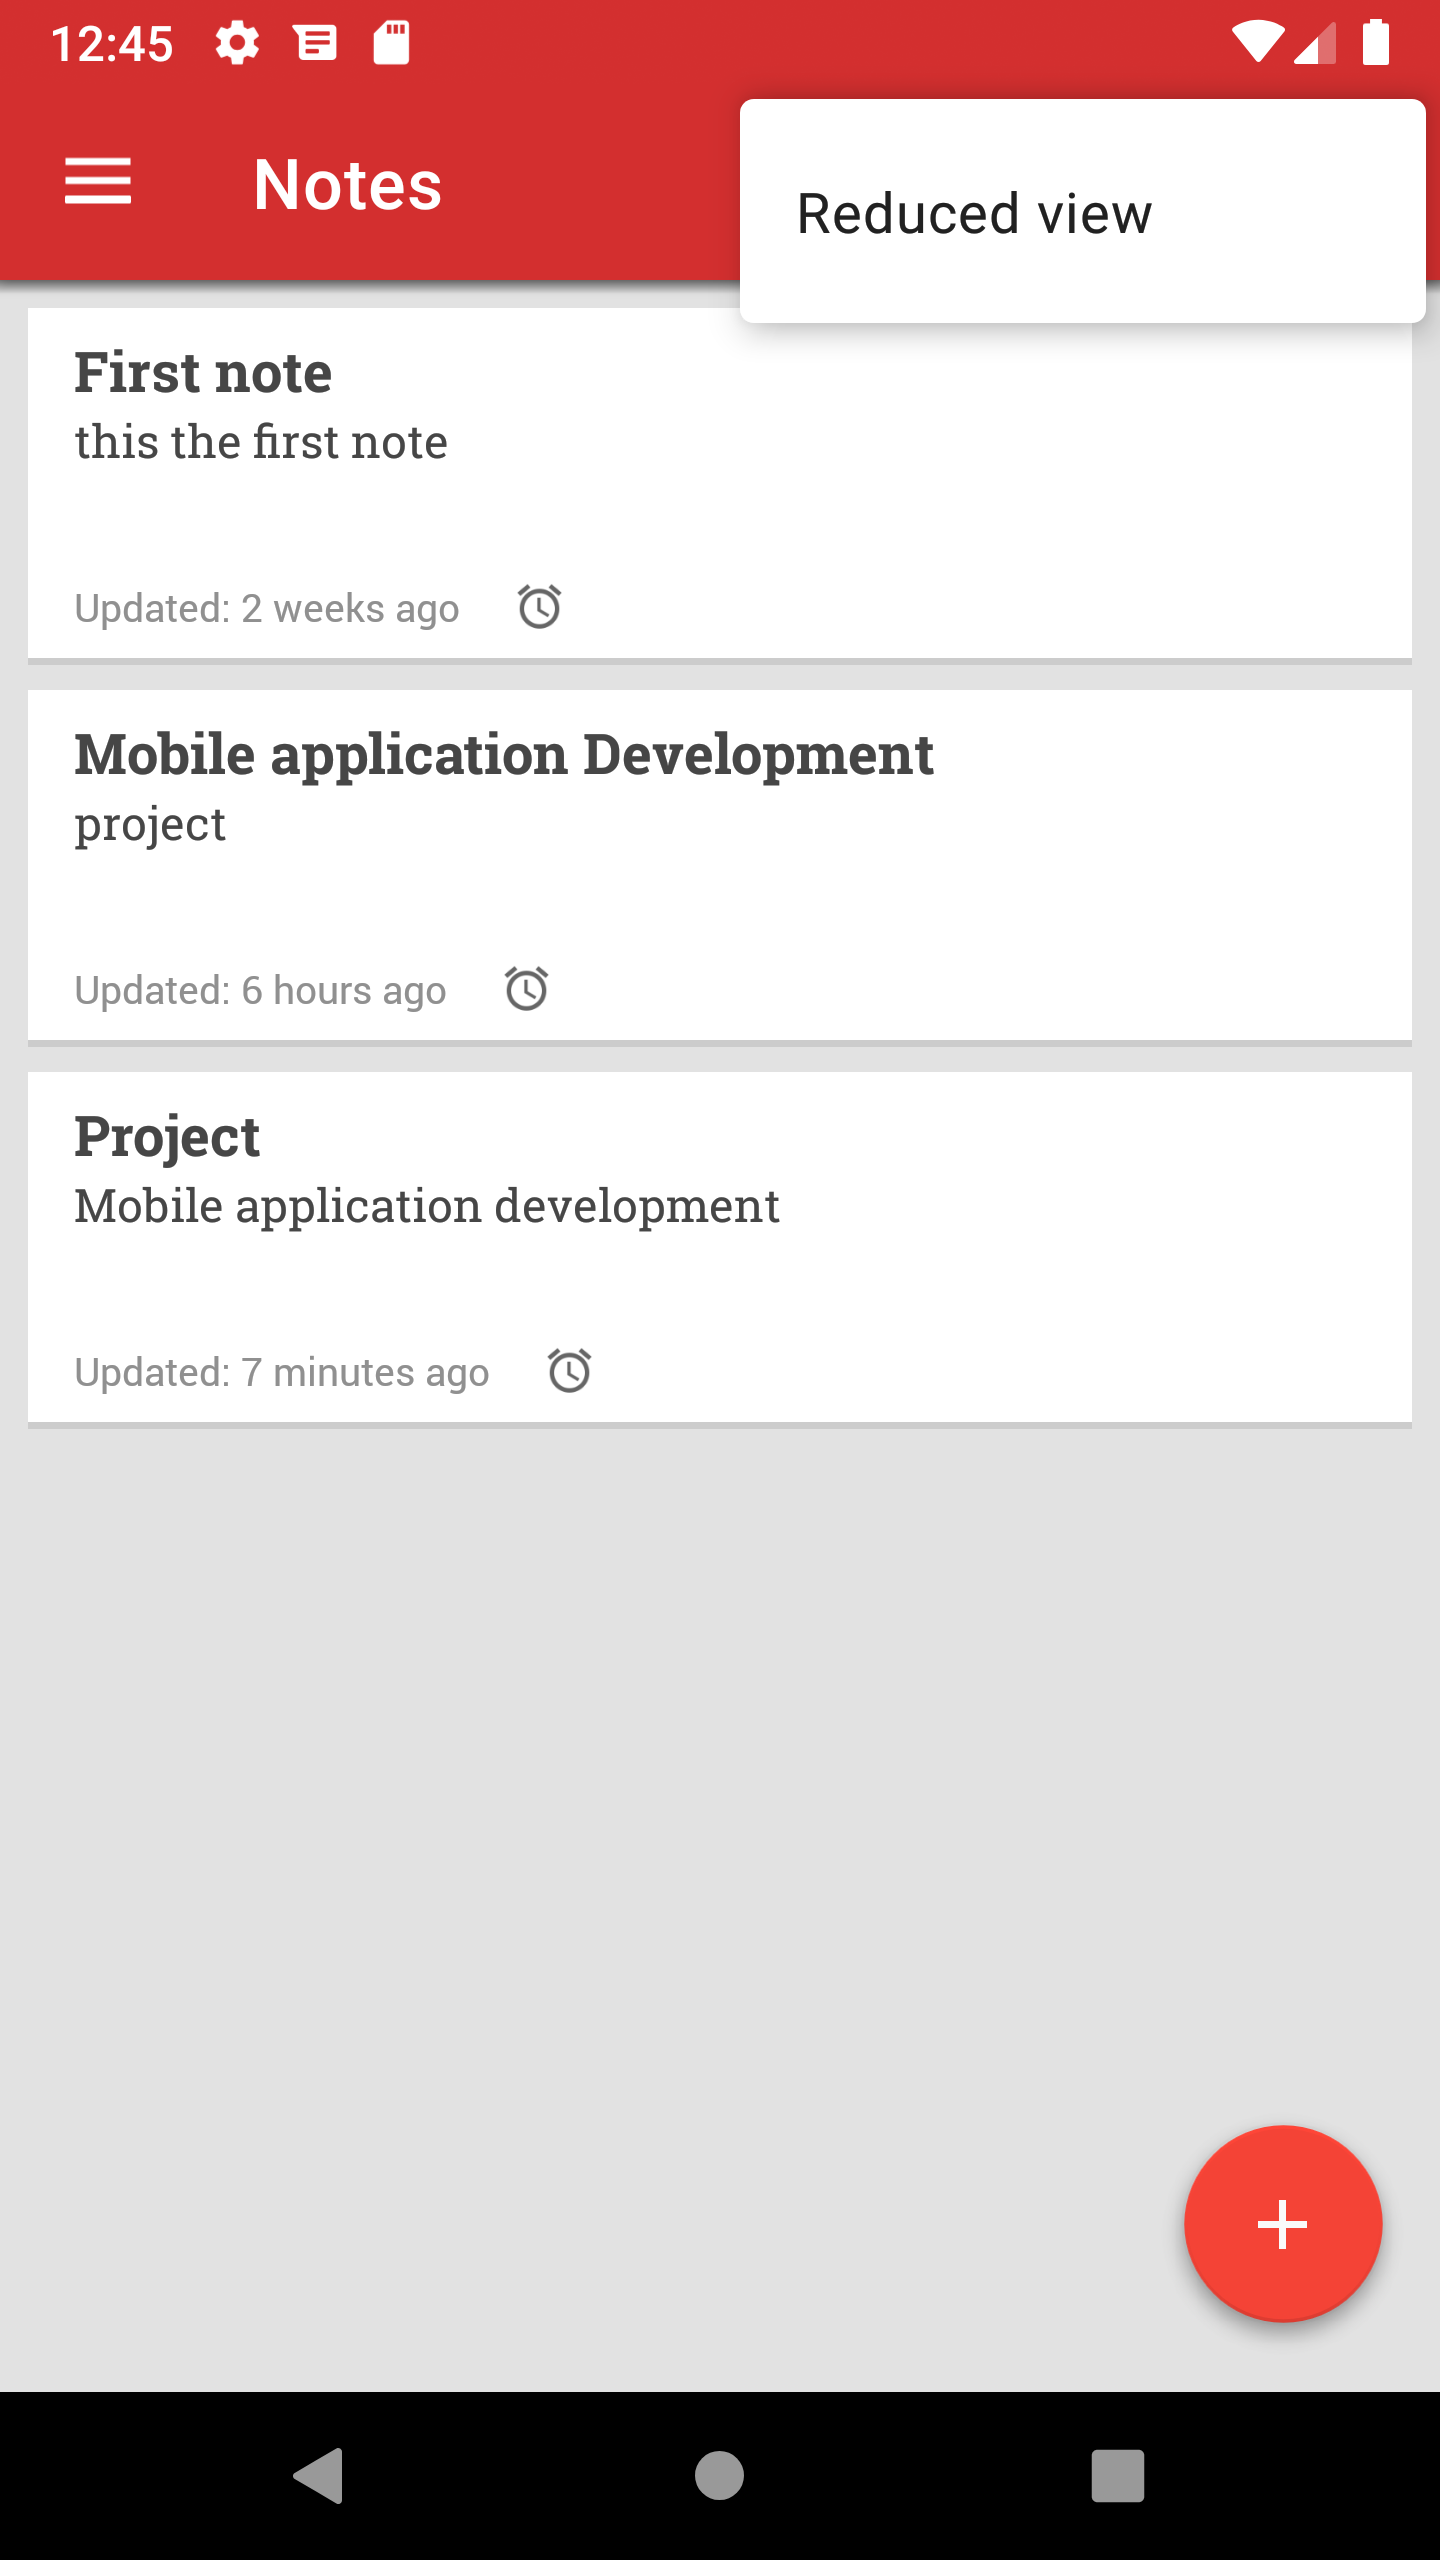 12:45
Notes
Reduced view
First note
this the first note
Updated: 2 weeks ago
Mobile application Development
project
Updated: 6 hours ago
Project
Mobile application development
Updated: 7 minutes ago